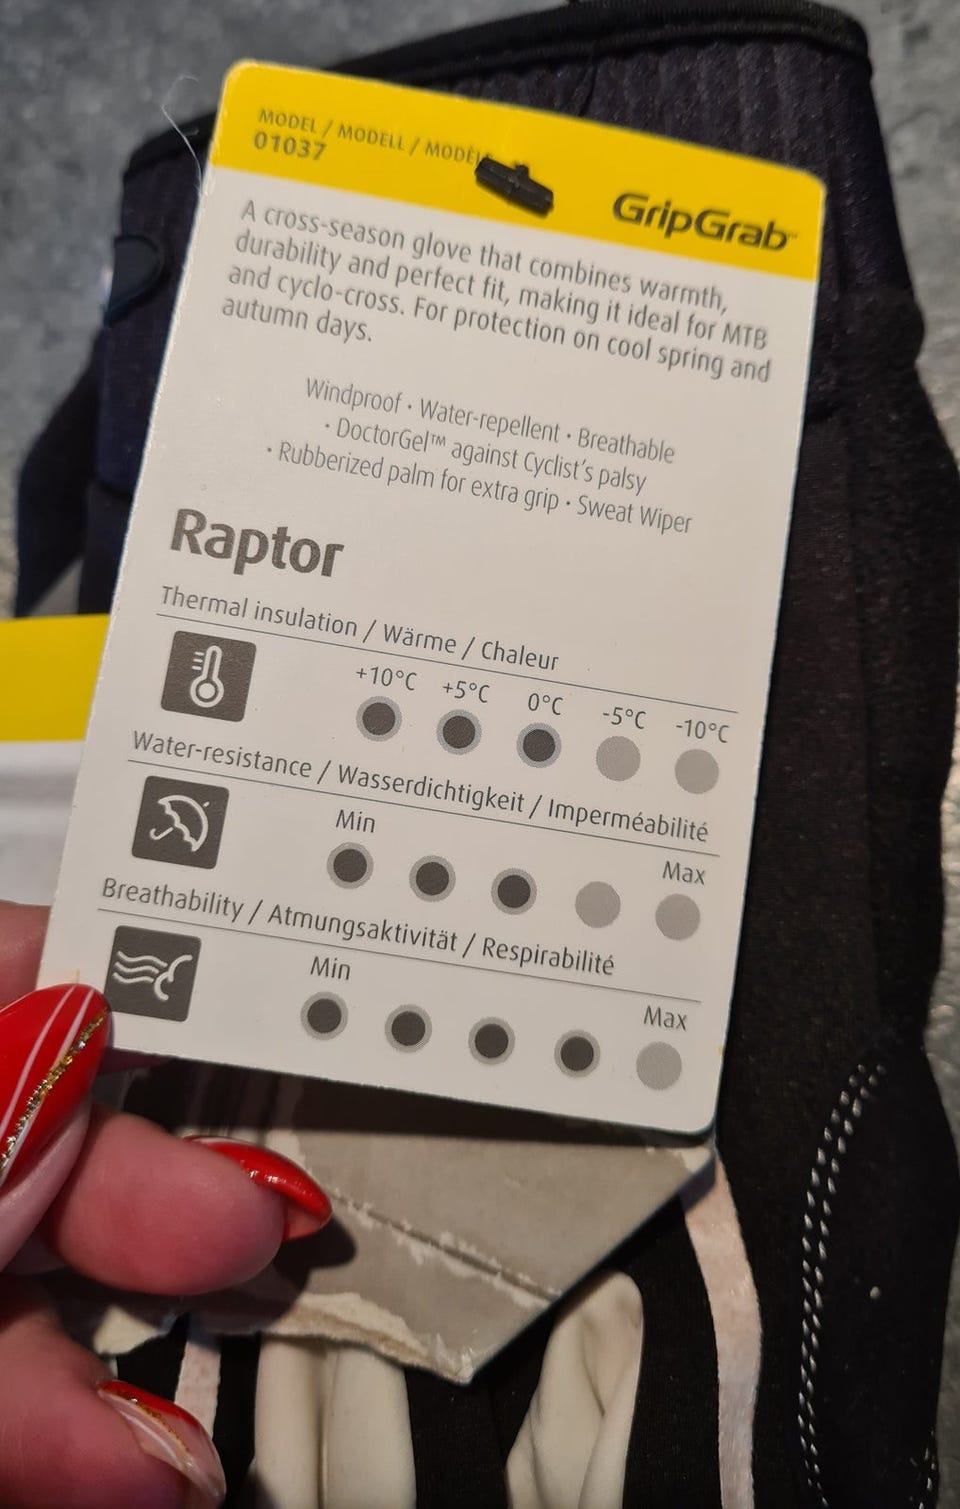 MODEL / MODELL / MODÈL
01037
GripGrab™
A cross-season glove that combines warmth,
durability and perfect fit, making it ideal for MTB
and cyclo-cross. For protection on cool spring and
autumn days.
Windproof · Water-repellent · Breathable
· DoctorGel™ against Cyclist's palsy
· Rubberized palm for extra grip · Sweat Wiper
Raptor
Thermal insulation / Wärme / Chaleur
+10°C +5°C 0°C -5°C -10°C
Water-resistance / Wasserdichtigkeit / Imperméabilité
Min Max
Breathability / Atmungsaktivität / Respirabilité
Min Max